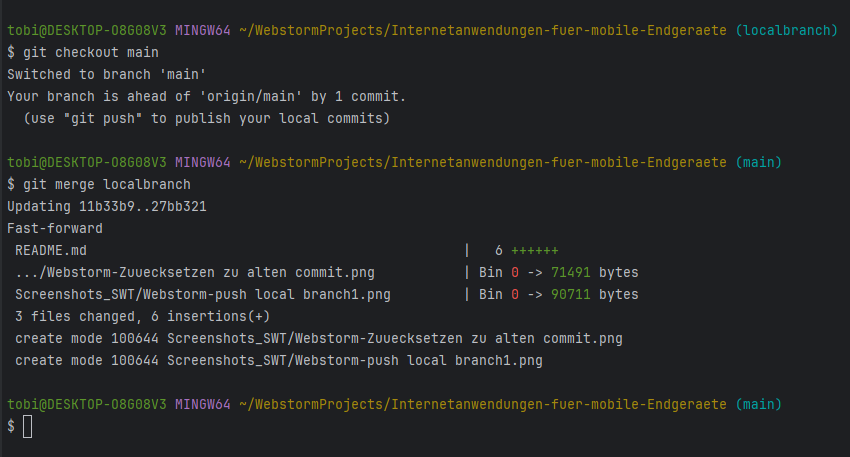 tobi@DESKTOP-O8GO8V3 MINGW64 ~/WebstormProjects/Internetanwendungen-fuer-mobile-Endgeraete (localbranch)
$ git checkout main
Switched to branch 'main'
Your branch is ahead of 'origin/main' by 1 commit.
  (use "git push" to publish your local commits)
tobi@DESKTOP-O8GO8V3 MINGW64 ~/WebstormProjects/Internetanwendungen-fuer-mobile-Endgeraete (main)
$ git merge localbranch
Updating 11b33b9..27bb321
Fast-forward
 README.md | 6 ++++++
 .../Webstorm-Zuuecksetzen zu alten commit.png | Bin 0 -> 71491 bytes
 Screenshots_SWT/Webstorm-push local branch1.png | Bin 0 -> 90711 bytes
 3 files changed, 6 insertions(+)
 create mode 100644 Screenshots_SWT/Webstorm-Zuuecksetzen zu alten commit.png
 create mode 100644 Screenshots_SWT/Webstorm-push local branch1.png
tobi@DESKTOP-O8GO8V3 MINGW64 ~/WebstormProjects/Internetanwendungen-fuer-mobile-Endgeraete (main)
$